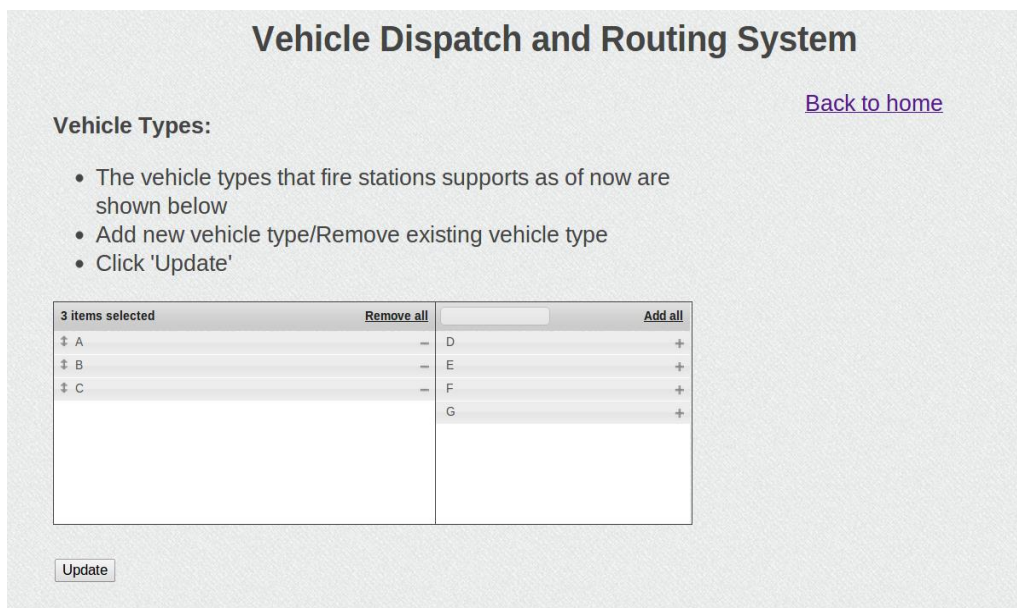 Vehicle Dispatch and Routing System
Back to home
Vehicle Types:
• The vehicle types that fire stations supports as of now are
shown below
• Add new vehicle type/Remove existing vehicle type
• Click 'Update'
3 items selected Remove all Add all
A D
B E
C F
G
Update